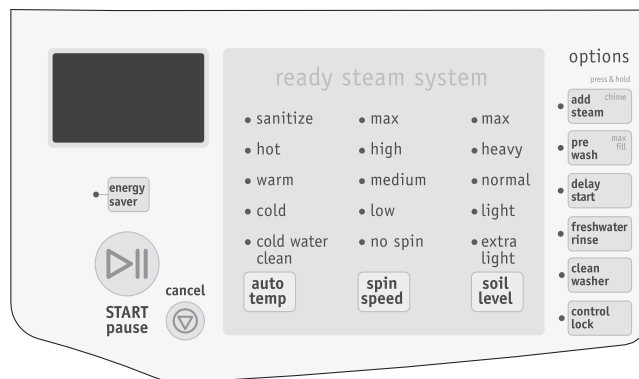 options
ready steam system
press & hold
add
steam
chime
pre
wash
max
fill
delay
start
freshwater
rinse
clean
washer
control
lock
sanitize
hot
warm
cold
cold water
clean
auto
temp
max
high
medium
low
no spin
spin
speed
max
heavy
normal
light
extra
light
soil
level
energy
saver
START
pause
cancel